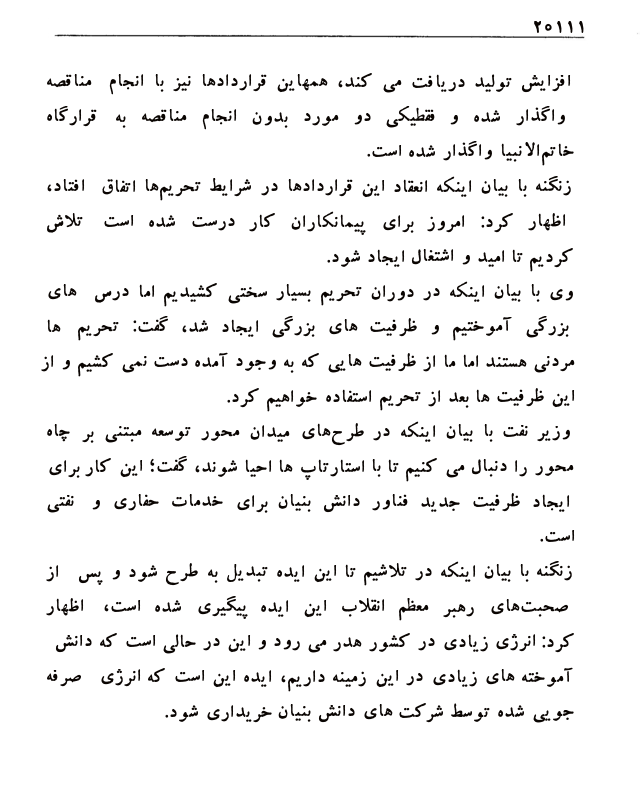 ۲۰۱۱۱
افزایش تولید دریافت می کند، همهاین قراردادها نیز با انجام مناقصه
واگذار شده و فقطیکی دو مورد بدون انجام مناقصه به قرارگاه
خاتم‌الانبیا واگذار شده است.
زنگنه با بیان اینکه انعقاد این قراردادها در شرایط تحریم‌ها اتفاق افتاد،
اظهار کرد: امروز برای پیمانکاران کار درست شده است تلاش
کردیم تا امید و اشتغال ایجاد شود.
وی با بیان اینکه در دوران تحریم بسیار سختی کشیدیم اما درس های
بزرگی آموختیم و ظرفیت های بزرگی ایجاد شد، گفت: تحریم ها
مردنی هستند اما ما از ظرفیت هایی که به وجود آمده دست نمی کشیم و از
این ظرفیت ها بعد از تحریم استفاده خواهیم کرد.
وزیر نفت با بیان اینکه در طرح‌های میدان محور توسعه مبتنی بر چاه
محور را دنبال می کنیم تا با استارتاپ ها احیا شوند، گفت؛ این کار برای
ایجاد ظرفیت جدید فناور دانش بنیان برای خدمات حفاری و نفتی
است.
زنگنه با بیان اینکه در تلاشیم تا این ایده تبدیل به طرح شود و پس از
صحبت‌های رهبر معظم انقلاب این ایده پیگیری شده است، اظهار
کرد: انرژی زیادی در کشور هدر می رود و این در حالی است که دانش
آموخته های زیادی در این زمینه داریم، ایده این است که انرژی صرفه
جویی شده توسط شرکت های دانش بنیان خریداری شود.